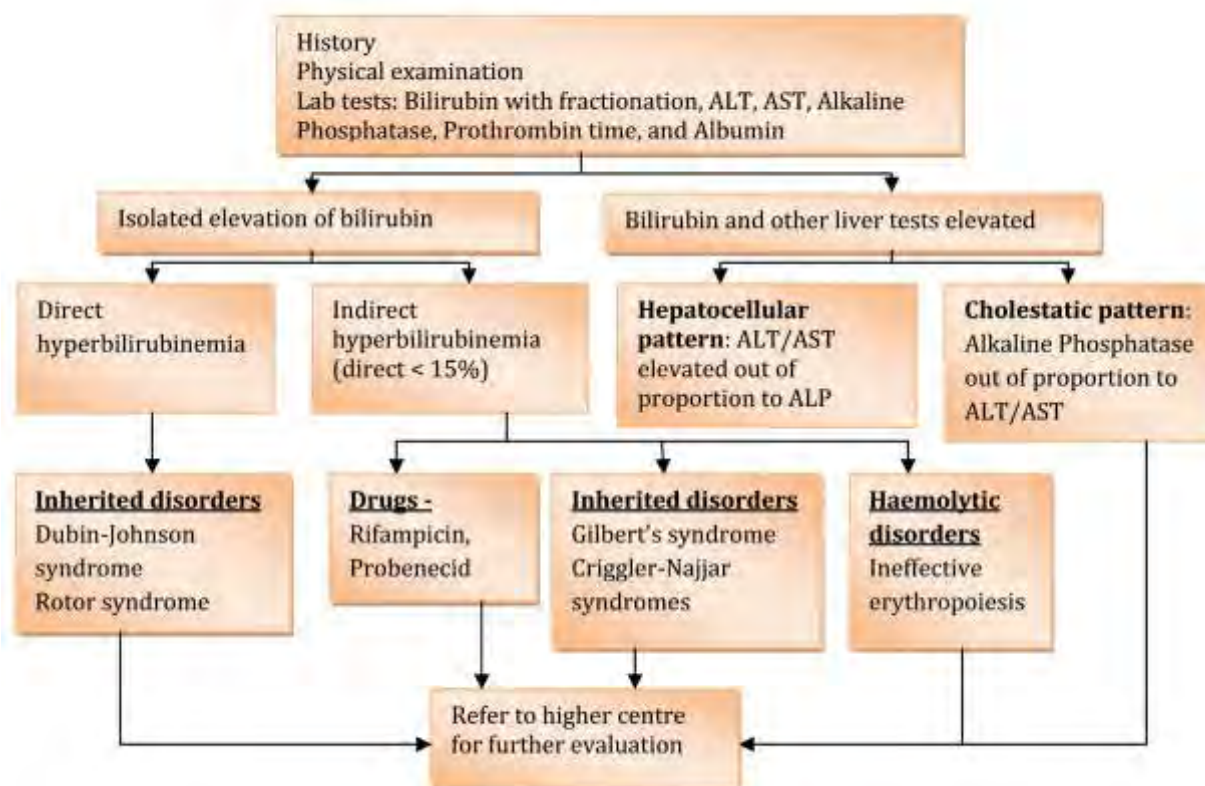 History
Physical examination
Lab tests: Bilirubin with fractionation, ALT, AST, Alkaline
Phosphatase, Prothrombin time, and Albumin
Isolated elevation of bilirubin
Bilirubin and other liver tests elevated
Direct
hyperbilirubinemia
Indirect
hyperbilirubinemia
(direct < 15%)
Hepatocellular
pattern: ALT/AST
elevated out of
proportion to ALP
Cholestatic pattern:
Alkaline Phosphatase
out of proportion to
ALT/AST
Inherited disorders
Dubin-Johnson
syndrome
Rotor syndrome
Drugs -
Rifampicin,
Probenecid
Inherited disorders
Gilbert's syndrome
Criggler-Najjar
syndromes
Haemolytic
disorders
Ineffective
erythropoiesis
Refer to higher centre
for further evaluation